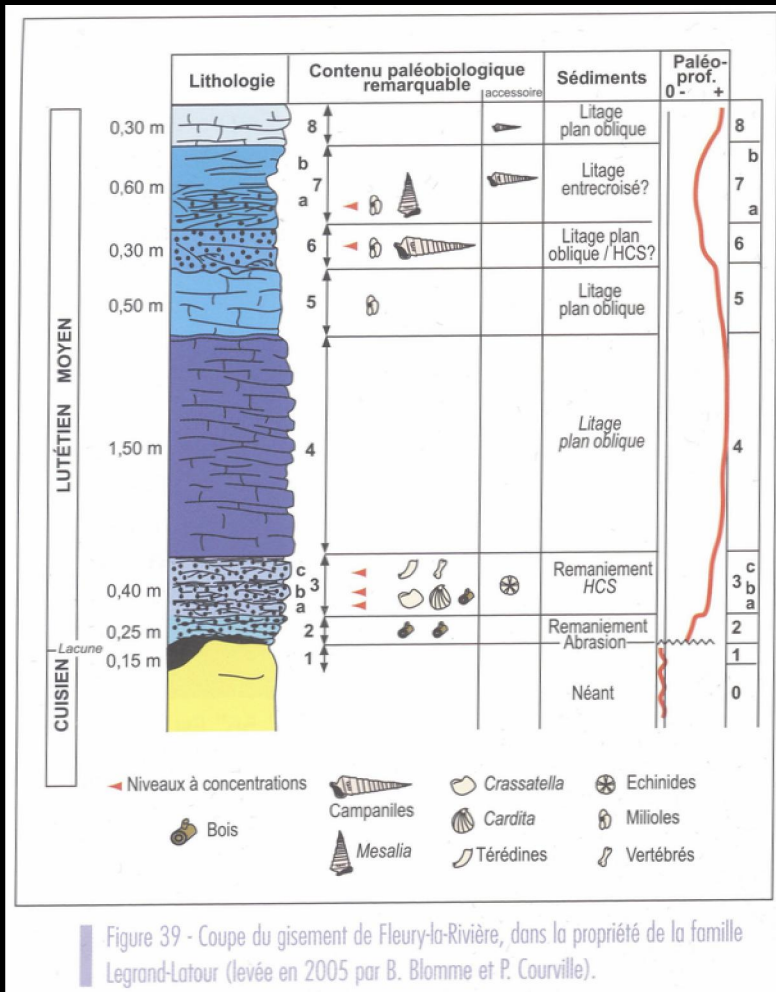 Lithologie
Contenu paléobiologique
remarquable
accessoire
Sédiments
Paléo-
prof.
0 - +
LUTÉTIEN MOYEN
CUISIEN
Lacune
0,30 m
8
Litage
plan oblique
8
0,60 m
b
7
a
Litage
entrecroisé?
b
7
a
0,30 m
6
Litage plan
oblique / HCS?
6
0,50 m
5
Litage
plan oblique
5
1,50 m
4
Litage
plan oblique
4
0,40 m
c
3
b
a
Remaniement
HCS
c
3 b
a
0,25 m
2
Remaniement
Abrasion
2
0,15 m
1
1
Néant
0
Niveaux à concentrations
Bois
Campaniles
Mesalia
Crassatella
Cardita
Térédines
Echinides
Milioles
Vertébrés
Figure 39 - Coupe du gisement de Fleury-la-Rivière, dans la propriété de la famille
Legrand-Latour (levée en 2005 par B. Blomme et P. Courville).